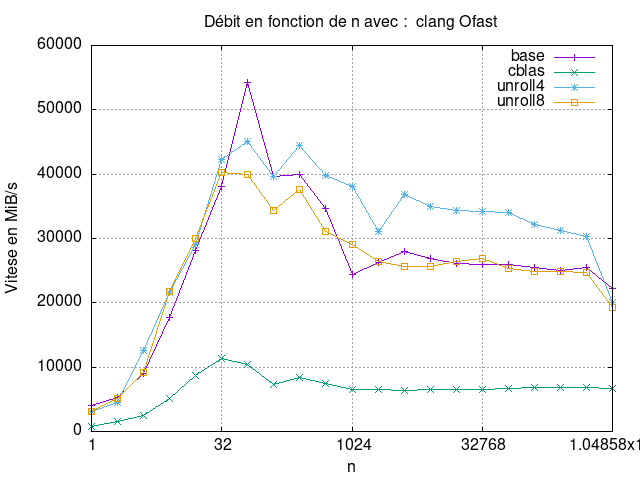 Débit en fonction de n avec : clang Ofast
60000
50000
40000
30000
20000
10000
0
Vitese en MiB/s
base
cblas
unroll4
unroll8
1
32
1024
32768
1.04858x1
n